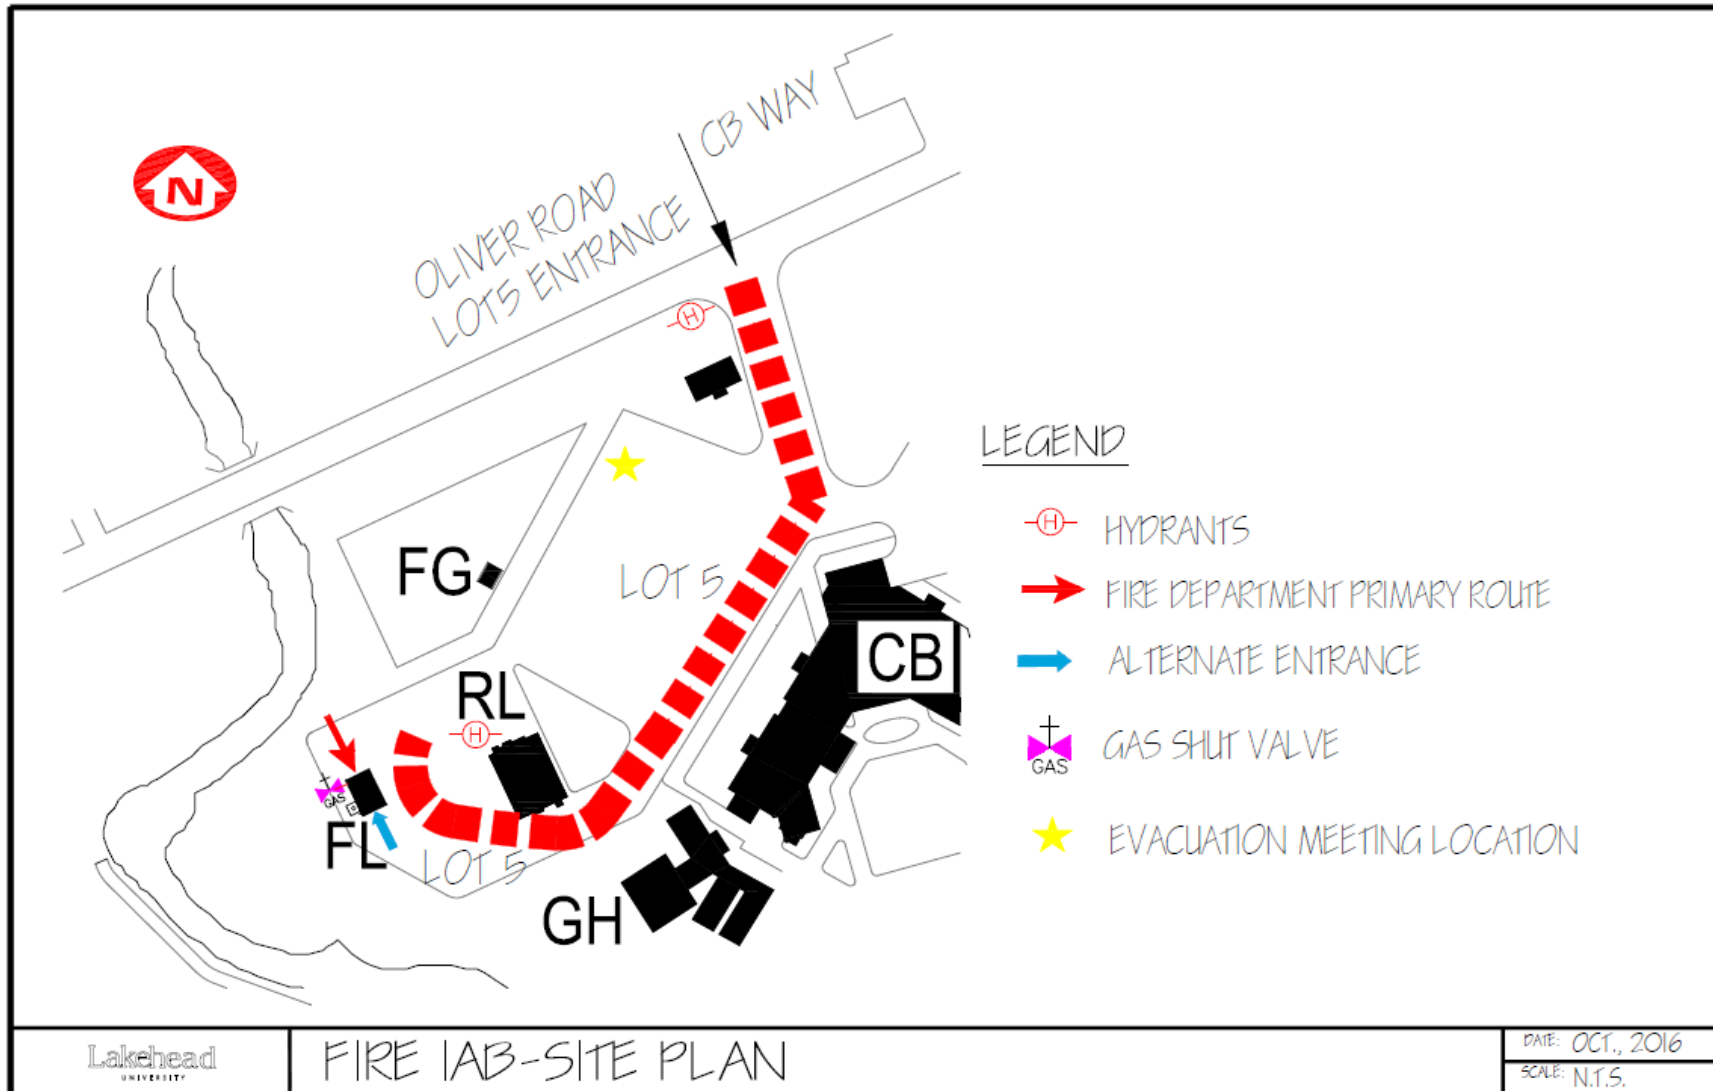 CB WAY
N
OLIVER ROAD
LOT5 ENTRANCE
H
LEGEND
H HYDRANTS
FIRE DEPARTMENT PRIMARY ROUTE
ALTERNATE ENTRANCE
GAS SHUT VALVE
GAS
EVACUATION MEETING LOCATION
FG
LOT 5
CB
RL
H
GAS
FL
LOT 5
GH
Lakehead
UNIVERSITY
FIRE IAB-SITE PLAN
DATE: OCT., 2016
SCALE: N.T.S.